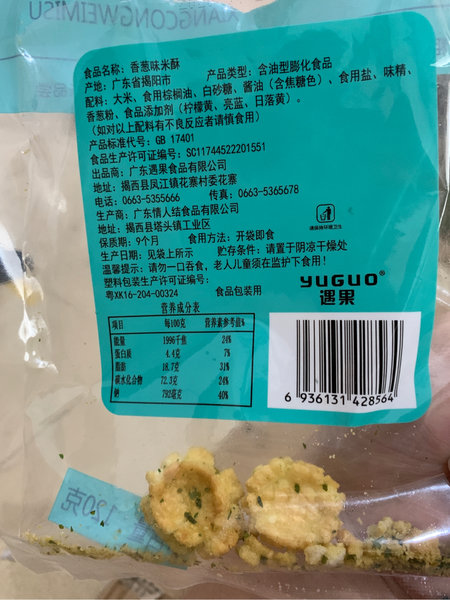 XIANGCONGWEIMISU
食品名称：香葱味米酥
产地：广东省揭阳市
产品类型：含油型膨化食品
配料：大米、食用棕榈油、白砂糖、酱油（含焦糖色）、食用盐、味精、
香葱粉、食品添加剂（柠檬黄、亮蓝、日落黄）。
（如对以上配料有不良反应者请慎食用）
产品标准代号：GB 17401
食品生产许可证编号：SC11744522201551
出品商：广东遇果食品有限公司
地址：揭西县凤江镇花寨村委花寨
电话：0663-5355666 传真：0663-5365678
生产商：广东情人结食品有限公司
地址：揭西县塔头镇工业区
保质期：9个月 食用方法：开袋即食
生产日期：见袋上所示 贮存条件：请置于阴凉干燥处
温馨提示：请勿一口吞食，老人儿童须在监护下食用！
塑料包装生产许可证编号：
粤XK16-204-00324 食品包装用
请保持环境卫生
YUGUO®
遇果
营养成分表
项目 每100克 营养素参考值%
能量 1996千焦 24%
蛋白质 4.4克 7%
脂肪 18.7克 31%
碳水化合物 72.3克 24%
钠 792毫克 40%
6 936131 428564
120克